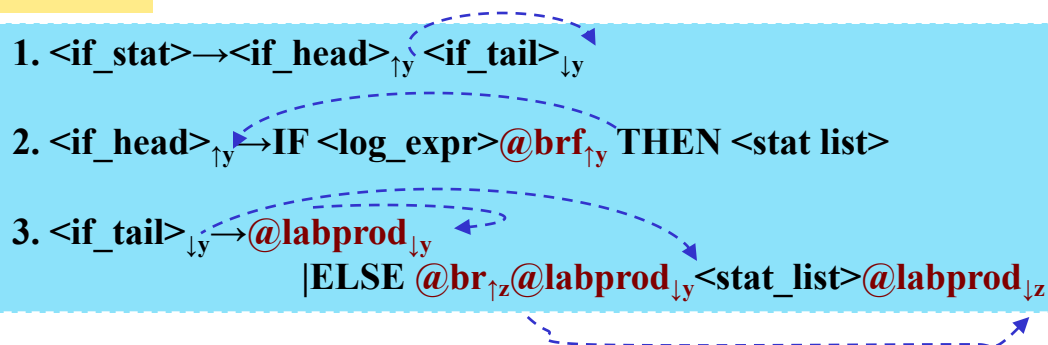 1. <if_stat>→<if_head>↑y <if_tail>↓y
2. <if_head>↑y→IF <log_expr>@brf↑y THEN <stat list>
3. <if_tail>↓y→@labprod↓y
|ELSE @br↑z@labprod↓y<stat_list>@labprod↓z